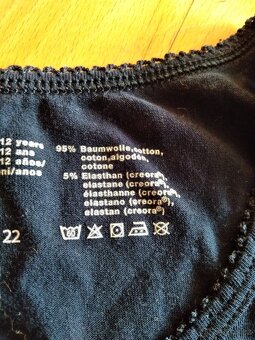 12 years
12 ans
12 años/
ni/anos
22
95% Baumwolle,cotton,
coton,algodón,
cotone
5% Elasthan (creora®),
elastane (creora®),
élasthanne (creora®),
elastano (creora®),
elastan (creora®)